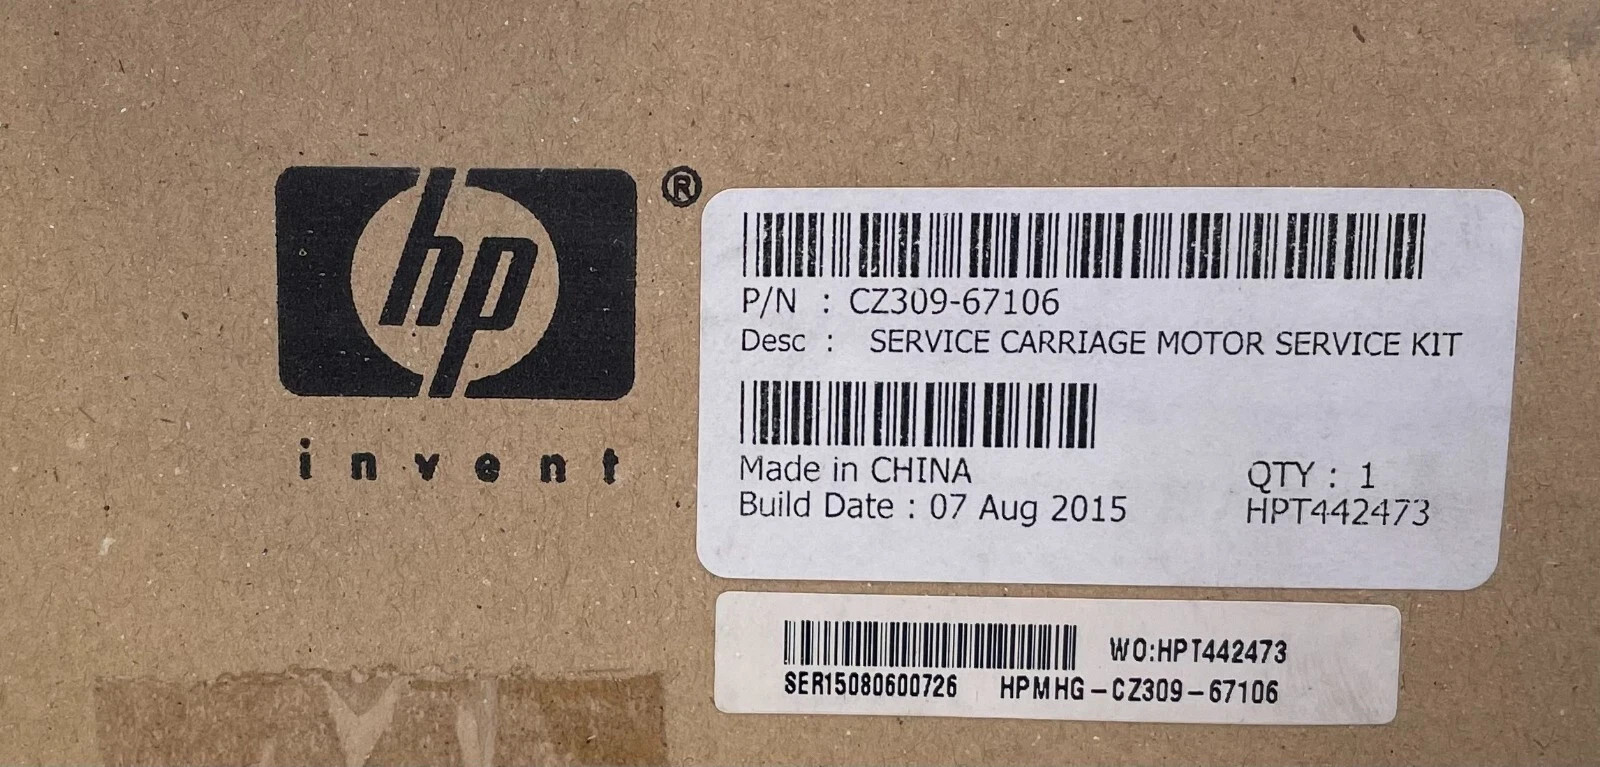 hp ®
invent
P/N : CZ309-67106
Desc : SERVICE CARRIAGE MOTOR SERVICE KIT
Made in CHINA
QTY : 1
Build Date : 07 Aug 2015
HPT442473
WO:HPT442473
SER15080600726 HPMHG-CZ309-67106